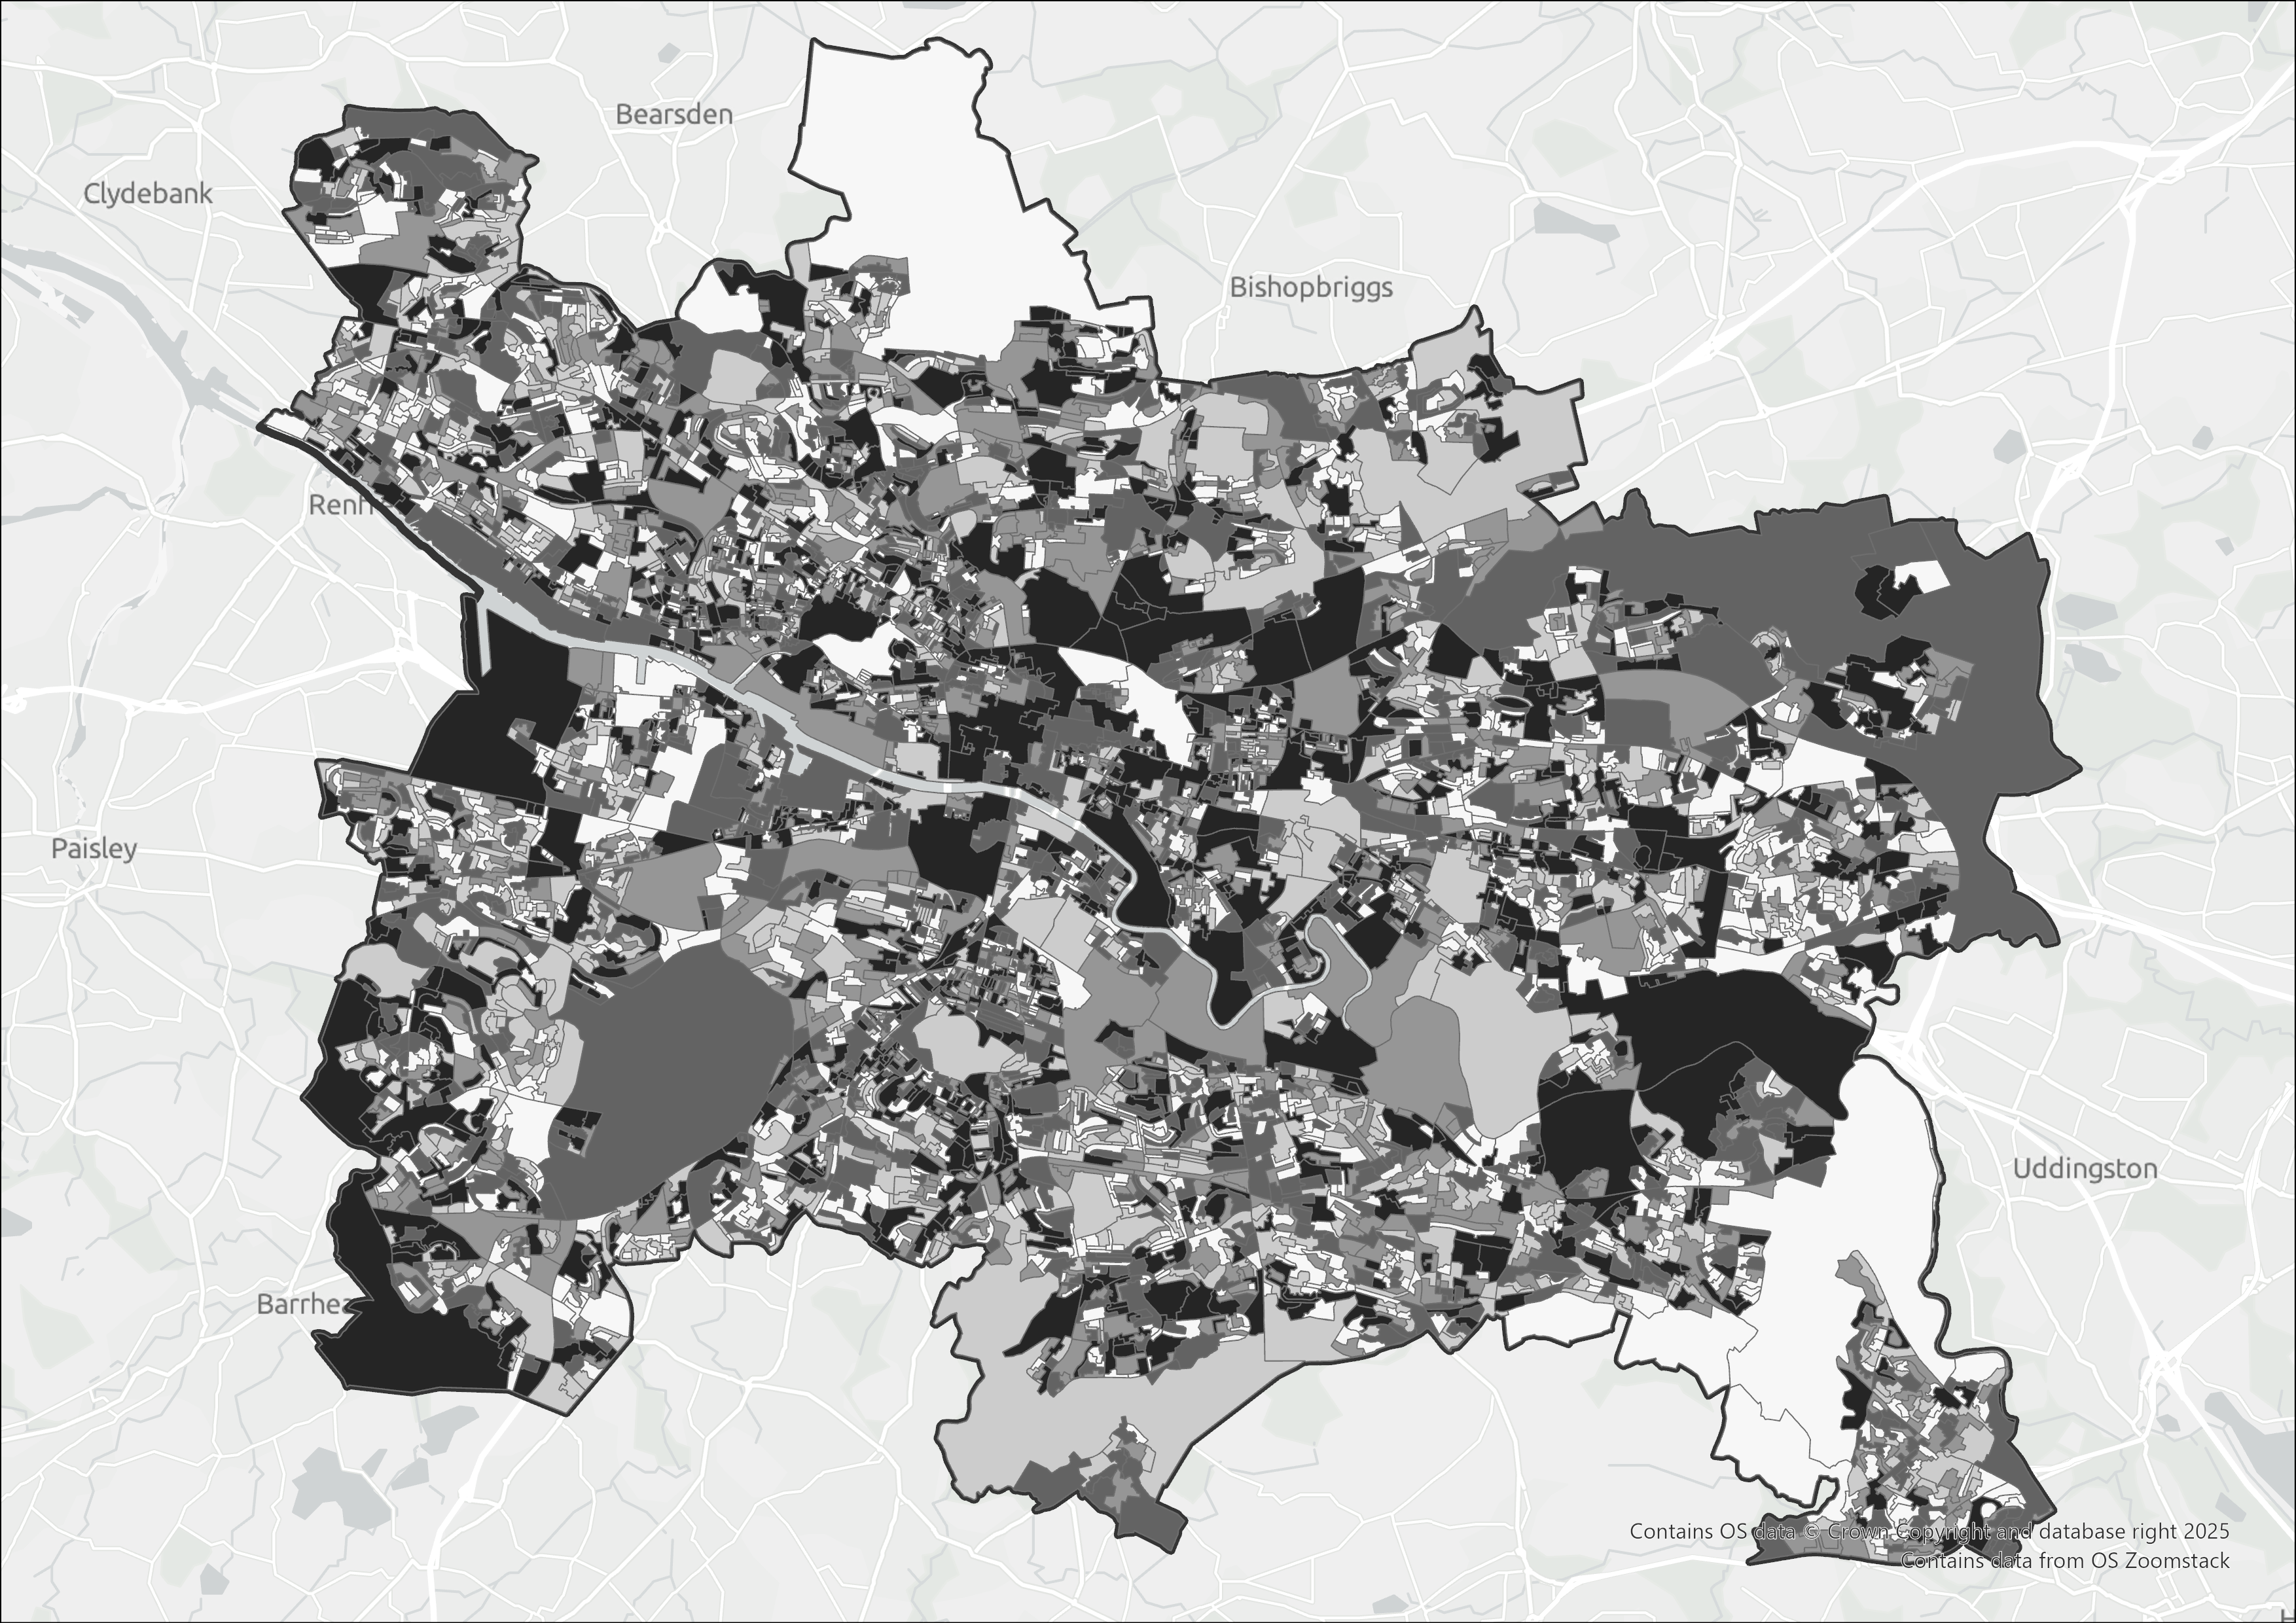 Bearsden
Clydebank
Bishopbriggs
Renh
Paisley
Uddingston
Barrhea
Contains OS data © Crown Copyright and database right 2025
Contains data from OS Zoomstack